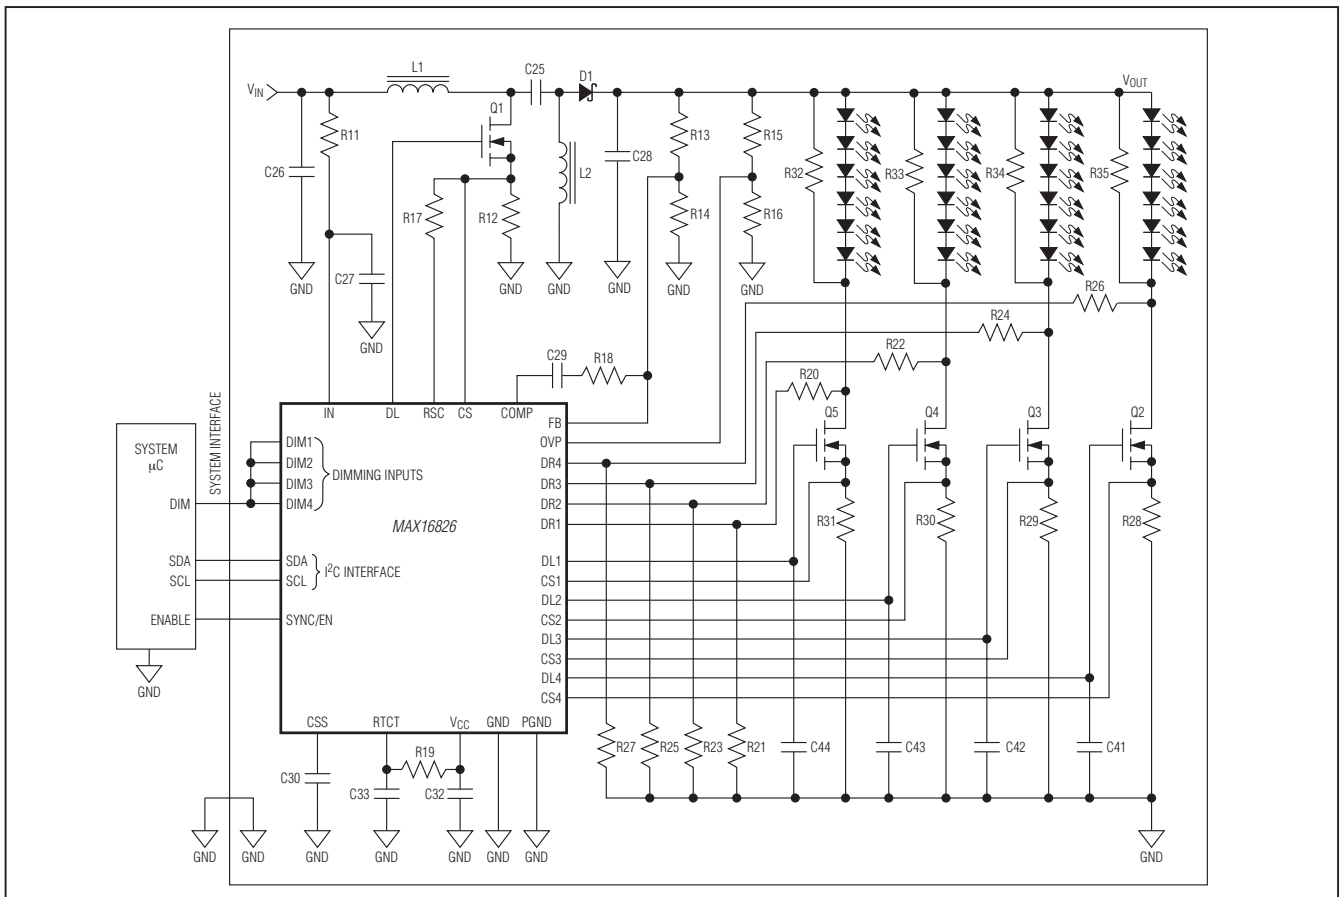 L1
C25
D1
VIN
VOUT
Q1
R11
R13
R15
C26
C28
L2
R32
R33
R34
R35
R17
R12
R14
R16
C27
GND
GND
GND
GND
GND
GND
GND
R26
R24
R22
C29
R18
R20
SYSTEM INTERFACE
IN
DL
RSC
CS
COMP
FB
OVP
DR4
DR3
DR2
DR1
DL1
CS1
DL2
CS2
DL3
CS3
DL4
CS4
Q5
Q4
Q3
Q2
SYSTEM
μC
DIM
SDA
SCL
ENABLE
GND
DIM1
DIM2
DIM3
DIM4
DIMMING INPUTS
MAX16826
SDA
SCL
I2C INTERFACE
SYNC/EN
R31
R30
R29
R28
CSS
RTCT
VCC
GND
PGND
R19
C30
C33
C32
R27
R25
R23
R21
C44
C43
C42
C41
GND
GND
GND
GND
GND
GND
GND
GND